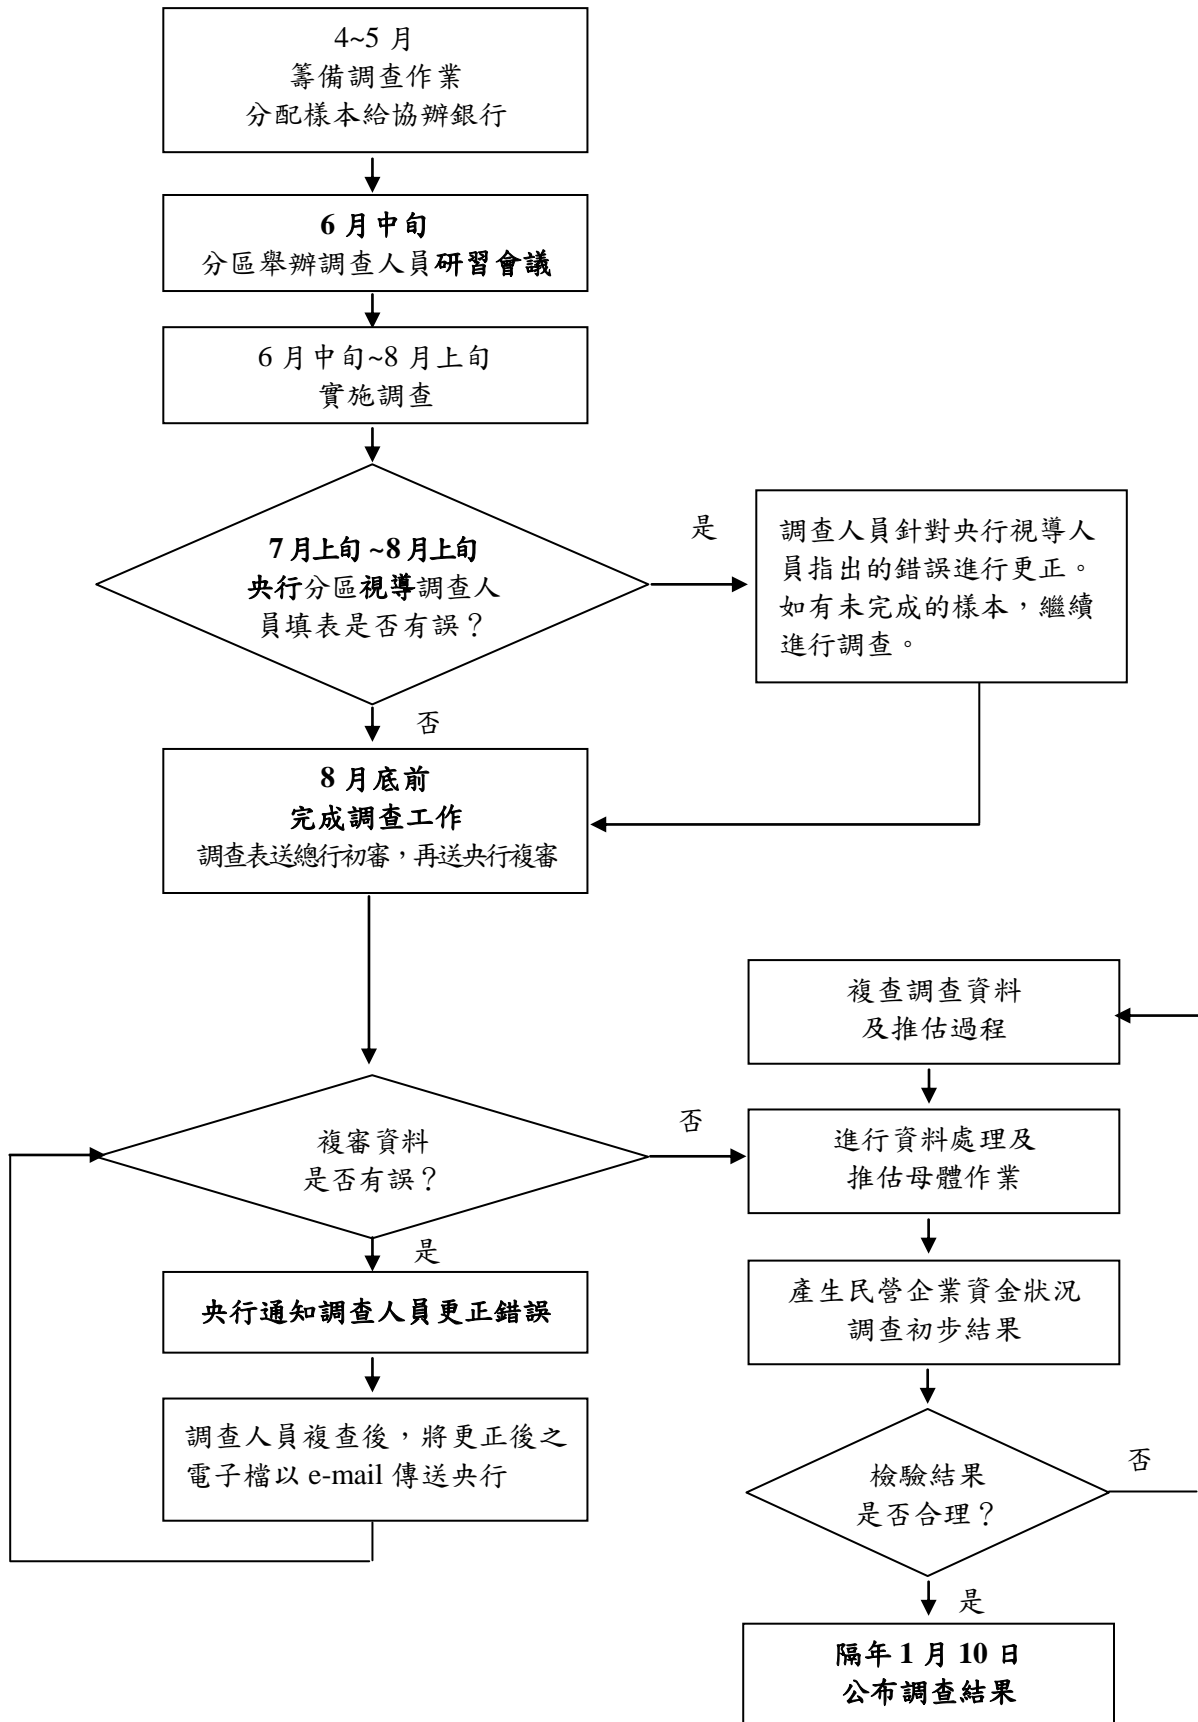 4~5 月
籌備調查作業
分配樣本給協辦銀行
6 月中旬
分區舉辦調查人員研習會議
6 月中旬~8 月上旬
實施調查
7 月上旬~8 月上旬
央行分區視導調查人
員填表是否有誤？
是
調查人員針對央行視導人
員指出的錯誤進行更正。
如有未完成的樣本，繼續
進行調查。
否
8 月底前
完成調查工作
調查表送總行初審，再送央行複審
複審資料
是否有誤？
否
是
央行通知調查人員更正錯誤
調查人員複查後，將更正後之
電子檔以 e-mail 傳送央行
複查調查資料
及推估過程
進行資料處理及
推估母體作業
產生民營企業資金狀況
調查初步結果
檢驗結果
是否合理？
否
是
隔年 1 月 10 日
公布調查結果